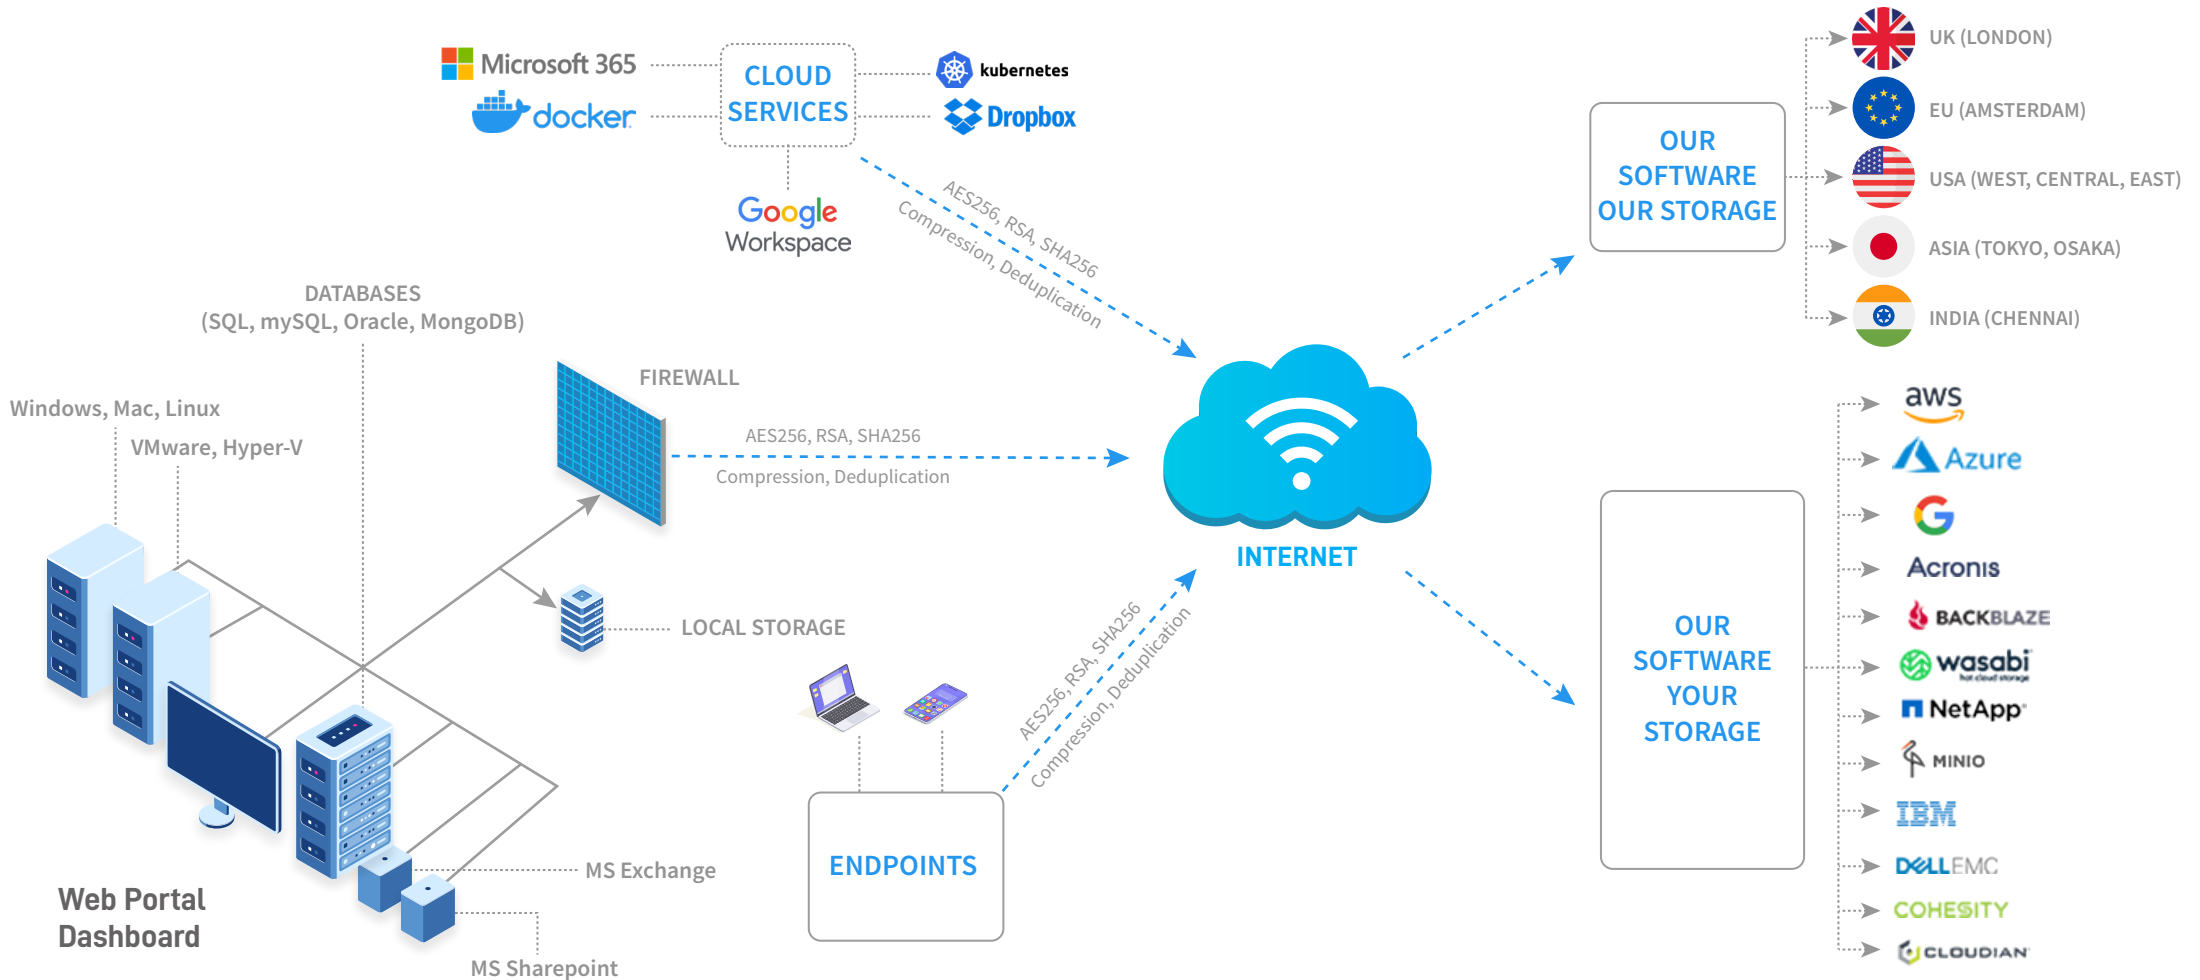 Microsoft 365
docker
CLOUD
SERVICES
kubernetes
Dropbox
Google
Workspace
AES256, RSA, SHA256
Compression, Deduplication
DATABASES
(SQL, mySQL, Oracle, MongoDB)
FIREWALL
Windows, Mac, Linux
VMware, Hyper-V
AES256, RSA, SHA256
Compression, Deduplication
LOCAL STORAGE
INTERNET
AES256, RSA, SHA256
Compression, Deduplication
ENDPOINTS
MS Exchange
MS Sharepoint
Web Portal
Dashboard
OUR
SOFTWARE
OUR STORAGE
UK (LONDON)
EU (AMSTERDAM)
USA (WEST, CENTRAL, EAST)
ASIA (TOKYO, OSAKA)
INDIA (CHENNAI)
OUR
SOFTWARE
YOUR
STORAGE
aws
Azure
G
Acronis
BACKBLAZE
wasabi
hot cloud storage
NetApp
MINIO
IBM
DELLEMC
COHESITY
CLOUDIAN